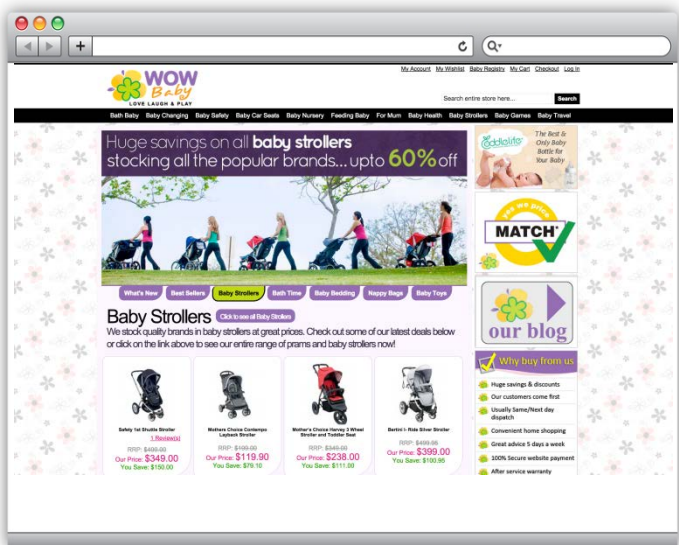 My Account My Wishlist Baby Registry My Cart Checkout Log In
WOW
Baby
LOVE LAUGH & PLAY
Search entire store here... Search
Bath Baby Baby Changing Baby Safety Baby Car Seats Baby Nursery Feeding Baby For Mum Baby Health Baby Strollers Baby Games Baby Travel
Huge savings on all baby strollers
stocking all the popular brands... upto 60% off
The Best &
Only Baby
Bottle for
Your Baby
yes we price
MATCH
our blog
What's New Best Sellers Baby Strollers Bath Time Baby Bedding Nappy Bags Baby Toys
Baby Strollers Click to see all Baby Strollers
We stock quality brands in baby strollers at great prices. Check out some of our latest deals below
or click on the link above to see our entire range of prams and baby strollers now!
Safety 1st Shuttle Stroller
1 Review(s)
RRP: $499.00
Our Price: $349.00
You Save: $150.00
Mothers Choice Contempo
Layback Stroller
RRP: $199.00
Our Price: $119.90
You Save: $79.10
Mother's Choice Harvey 3 Wheel
Stroller and Toddler Seat
RRP: $349.00
Our Price: $238.00
You Save: $111.00
Bertini I- Ride Silver Stroller
RRP: $499.95
Our Price: $399.00
You Save: $100.95
Why buy from us
Huge savings & discounts
Our customers come first
Usually Same/Next day
dispatch
Convenient home shopping
Great advice 5 days a week
100% Secure website payment
After service warranty